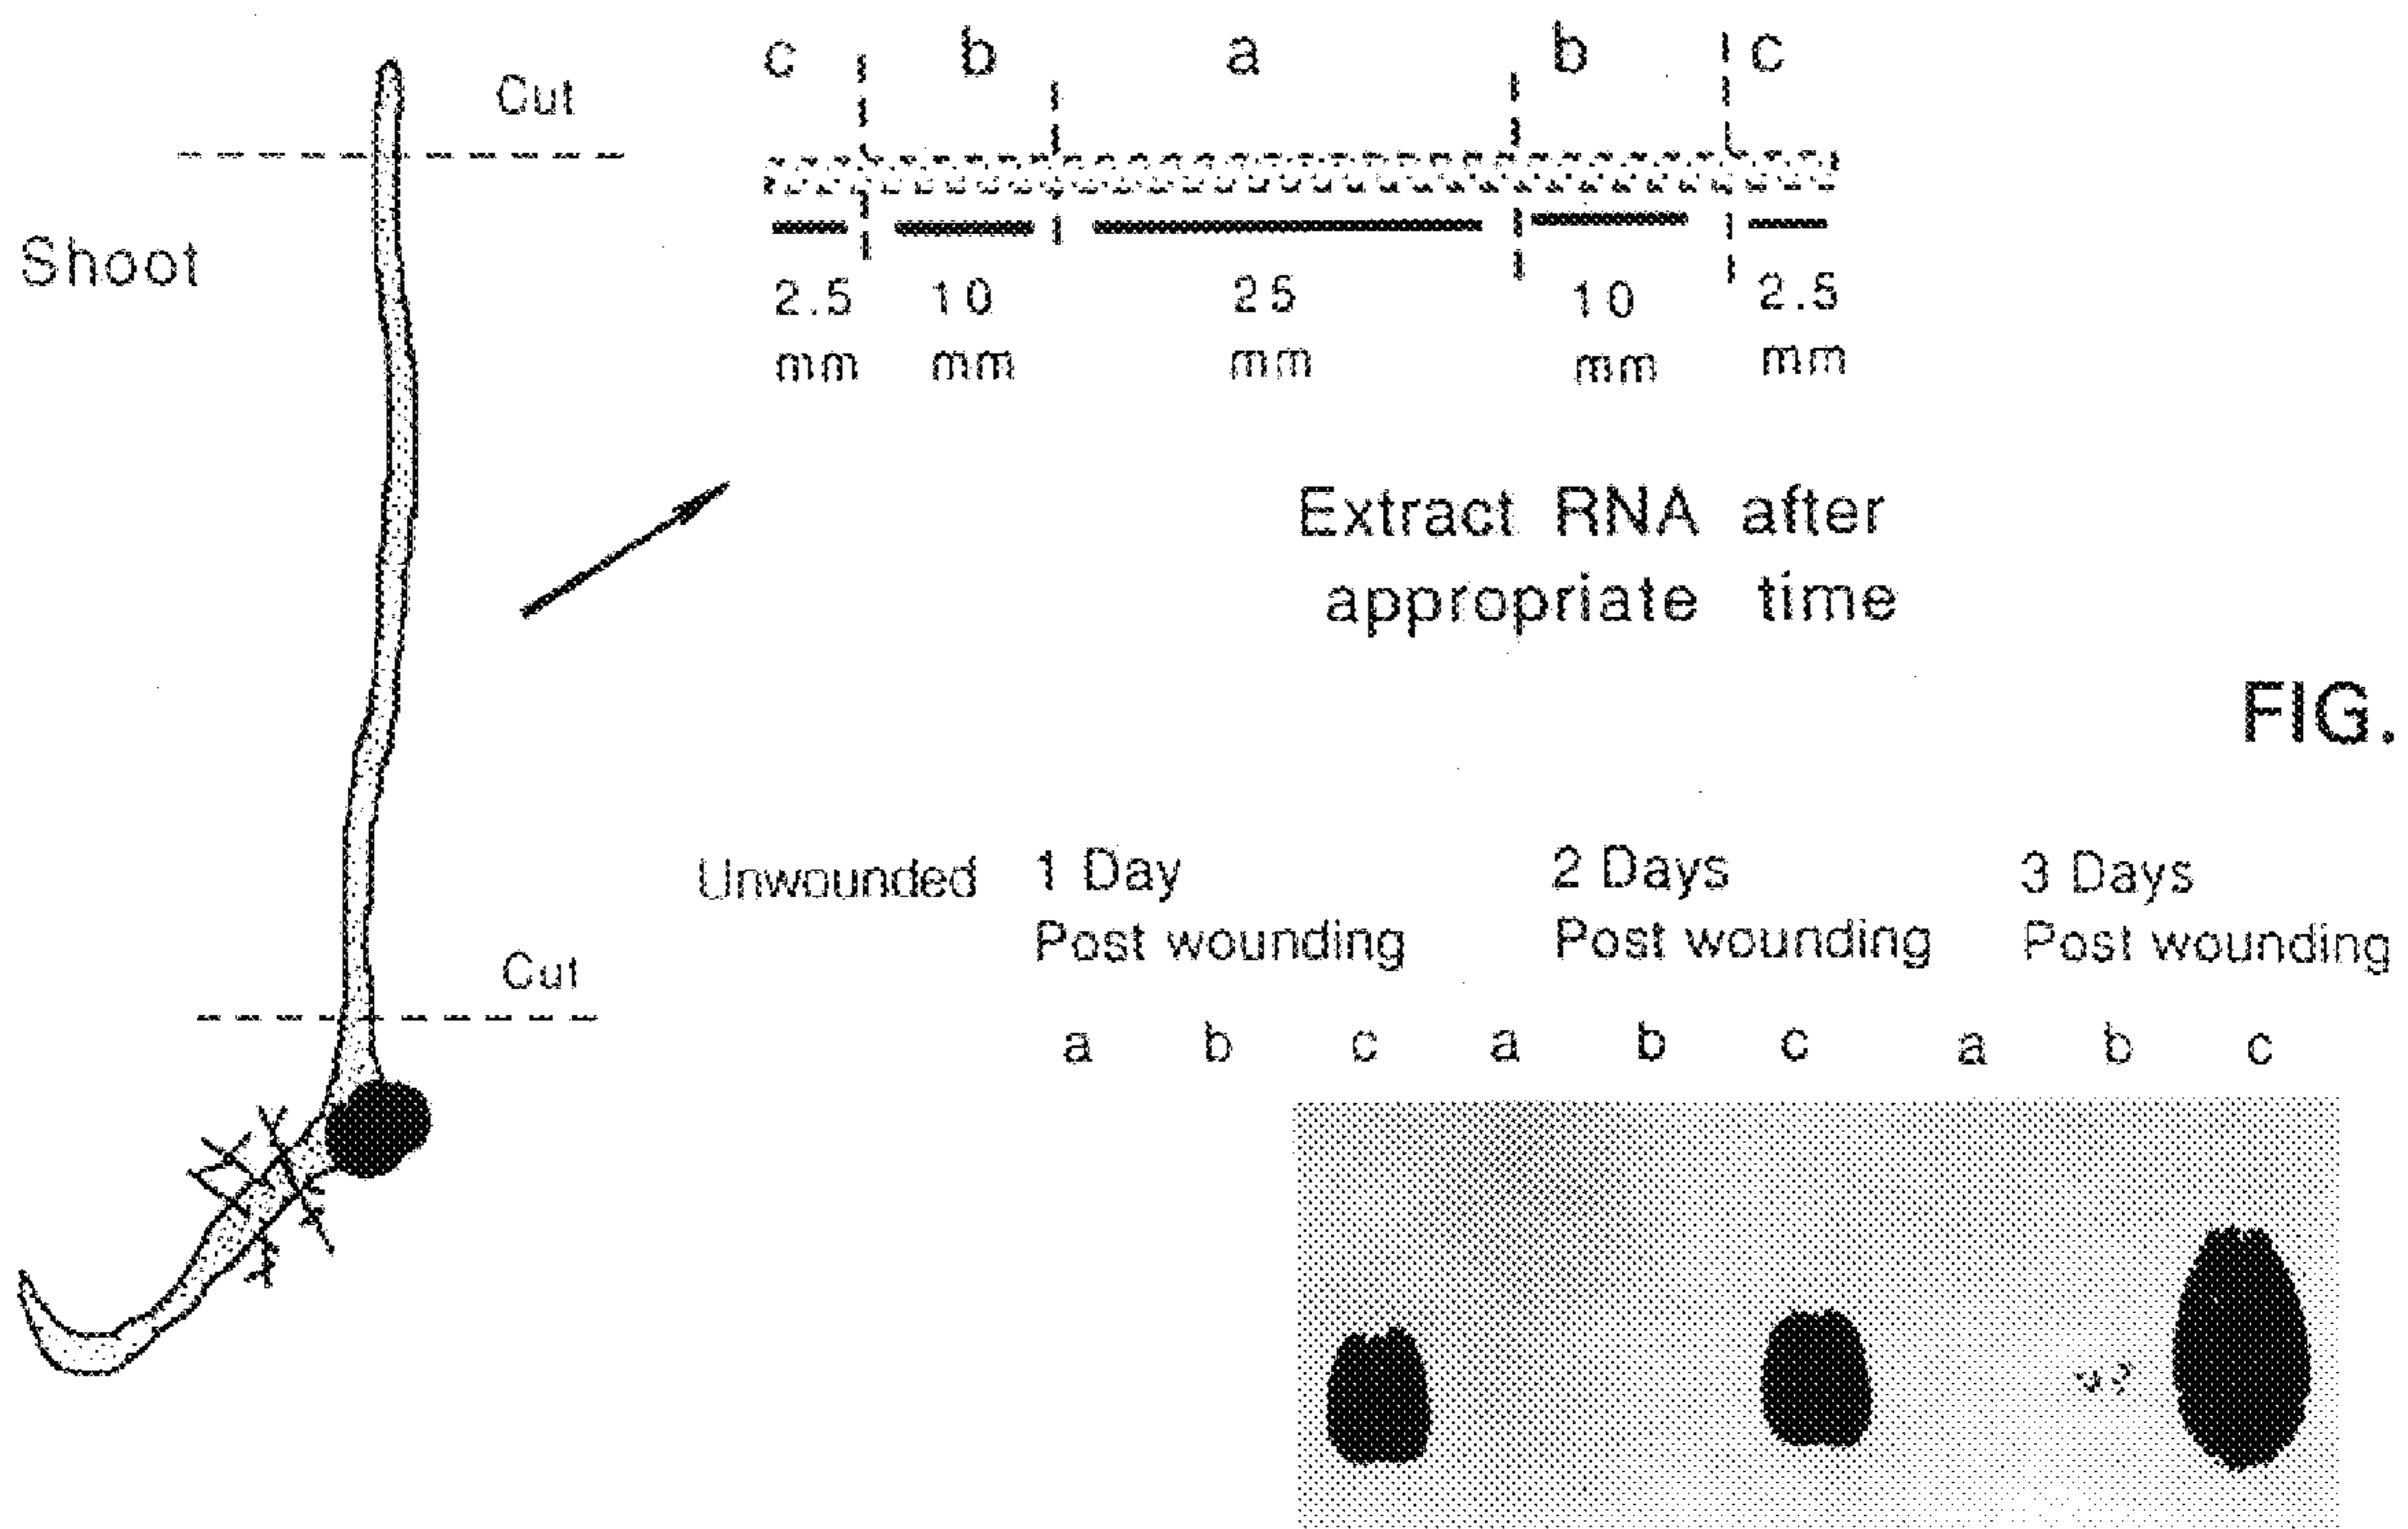 c b a b c
Cut
Shoot
2.5 10 25 10 2.5
mm mm mm mm mm
Extract RNA after
appropriate time
FIG.
Unwounded 1 Day 2 Days 3 Days
Post wounding Post wounding Post wounding
Cut
a b c a b c a b c